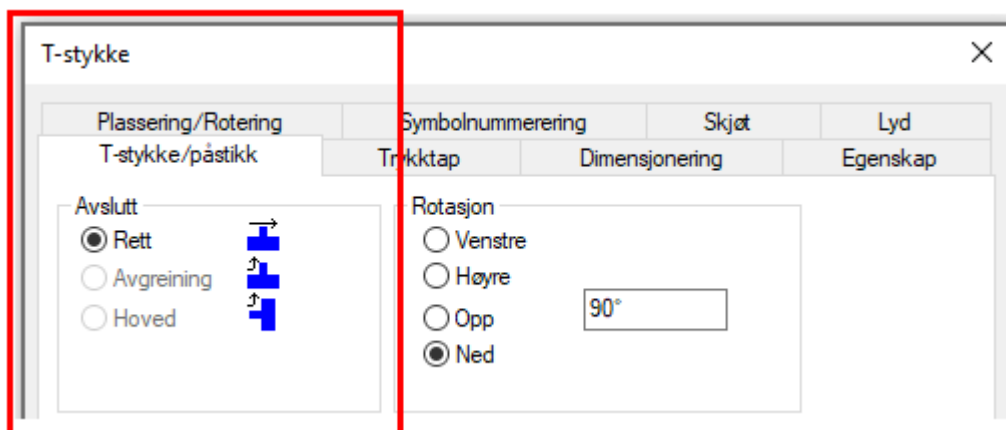 T-stykke
Plassering/Rotering Symbolnummerering Skjøt Lyd
T-stykke/påstikk Trykktap Dimensjonering Egenskap
Avslutt
Rett
Avgreining
Hoved
Rotasjon
Venstre
Høyre
Opp
90°
Ned